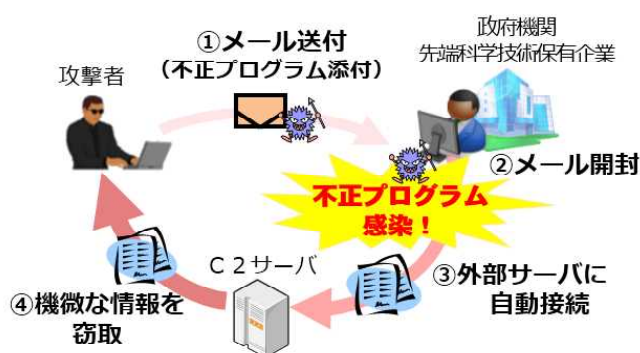 政府機関
先端科学技術保有企業
①メール送付
（不正プログラム添付）
攻撃者
②メール開封
不正プログラム
感染！
C２サーバ
③外部サーバに
自動接続
④機微な情報を
窃取